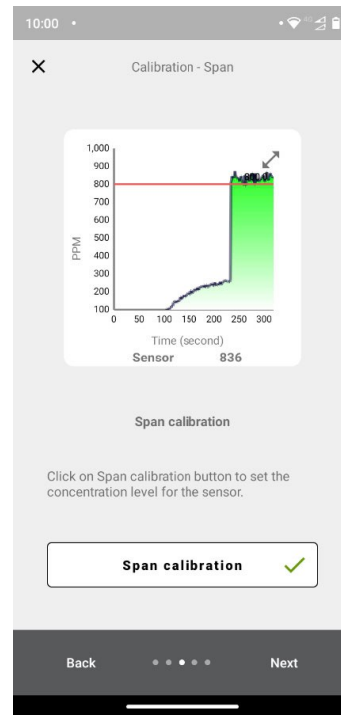 10:00
Calibration - Span
1,000
900
800
700
600
500
400
300
200
100
PPM
0 50 100 150 200 250 300
Time (second)
Sensor 836
Span calibration
Click on Span calibration button to set the
concentration level for the sensor.
Span calibration
Back Next